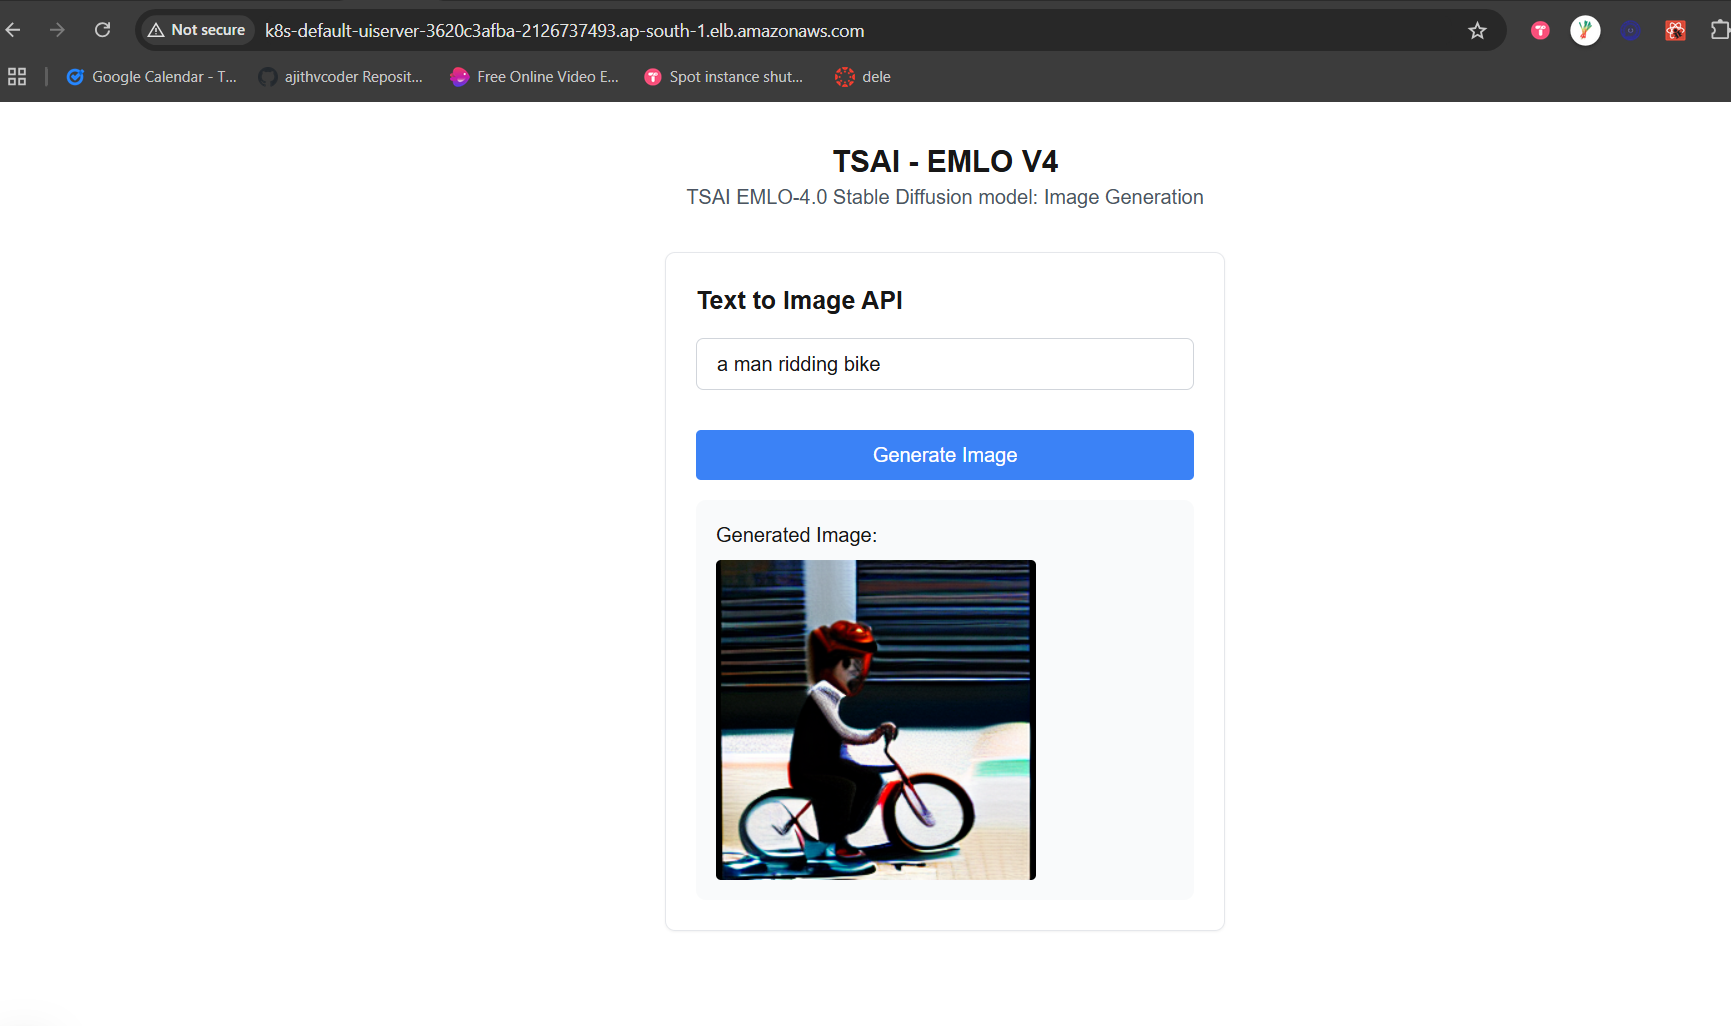 Not secure k8s-default-uiserver-3620c3afba-2126737493.ap-south-1.elb.amazonaws.com
Google Calendar - T... ajithvcoder Reposit... Free Online Video E... Spot instance shut... dele
TSAI - EMLO V4
TSAI EMLO-4.0 Stable Diffusion model: Image Generation
Text to Image API
a man ridding bike
Generate Image
Generated Image: